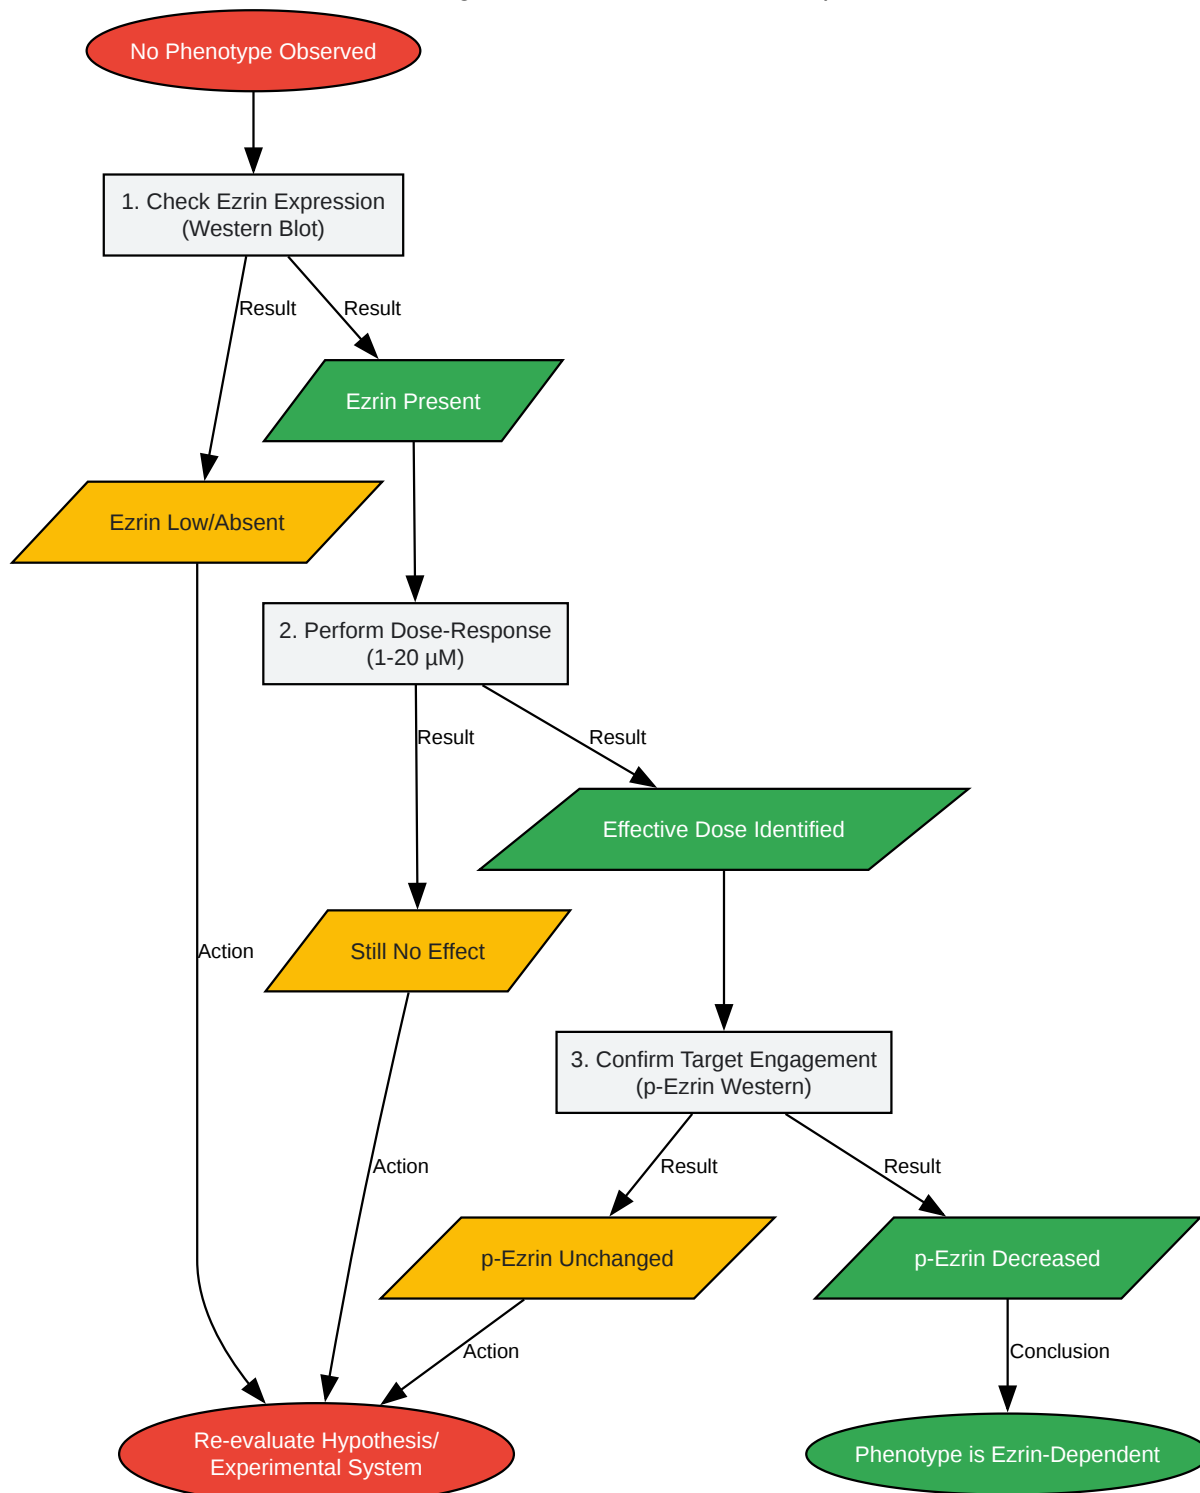 No Phenotype Observed
1. Check Ezrin Expression
(Western Blot)
Result
Result
Ezrin Present
Ezrin Low/Absent
2. Perform Dose-Response
(1-20 µM)
Result
Result
Effective Dose Identified
Still No Effect
Action
3. Confirm Target Engagement
(p-Ezrin Western)
Action
Result
Result
p-Ezrin Unchanged
p-Ezrin Decreased
Action
Conclusion
Re-evaluate Hypothesis/
Experimental System
Phenotype is Ezrin-Dependent